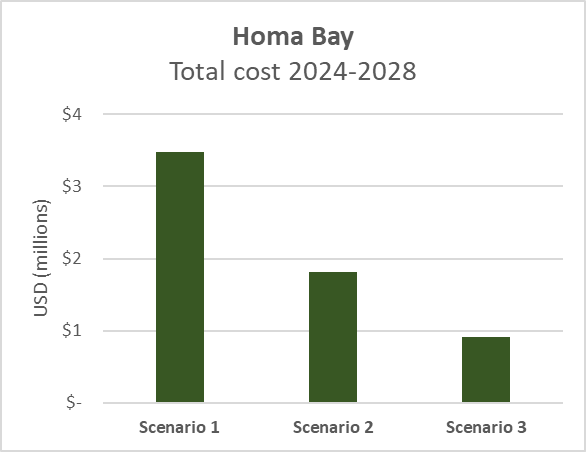 Homa Bay
Total cost 2024-2028
USD (millions)
$4
$3
$2
$1
$-
Scenario 1
Scenario 2
Scenario 3